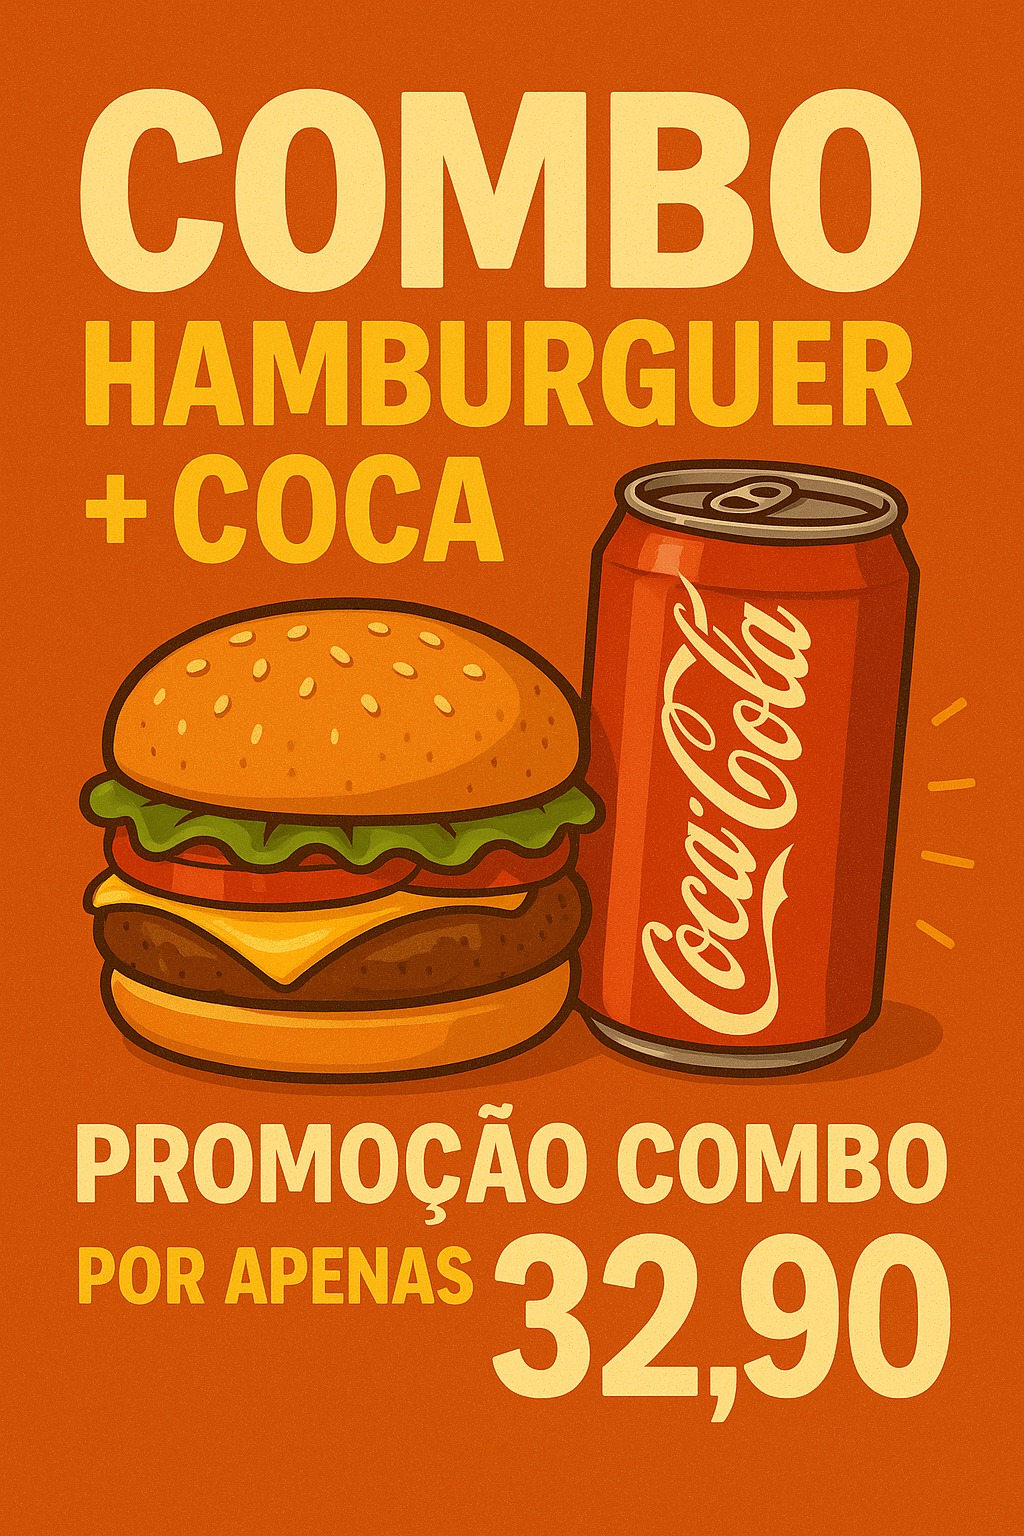 COMBO
HAMBURGUER
+ COCA
Coca-Cola
PROMOÇÃO COMBO
POR APENAS 32,90